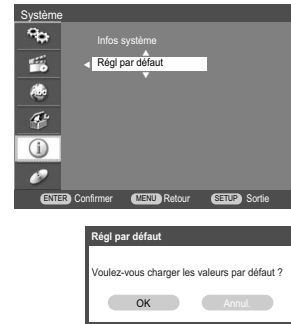 Système
Infos système
Régl par défaut
ENTER Confirmer MENU Retour SETUP Sortie
Régl par défaut
Voulez-vous charger les valeurs par défaut ?
OK Annul.